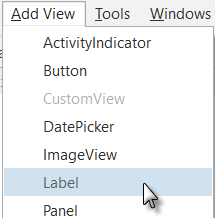 Add View Tools Windows
ActivityIndicator
Button
CustomView
DatePicker
ImageView
Label
Panel